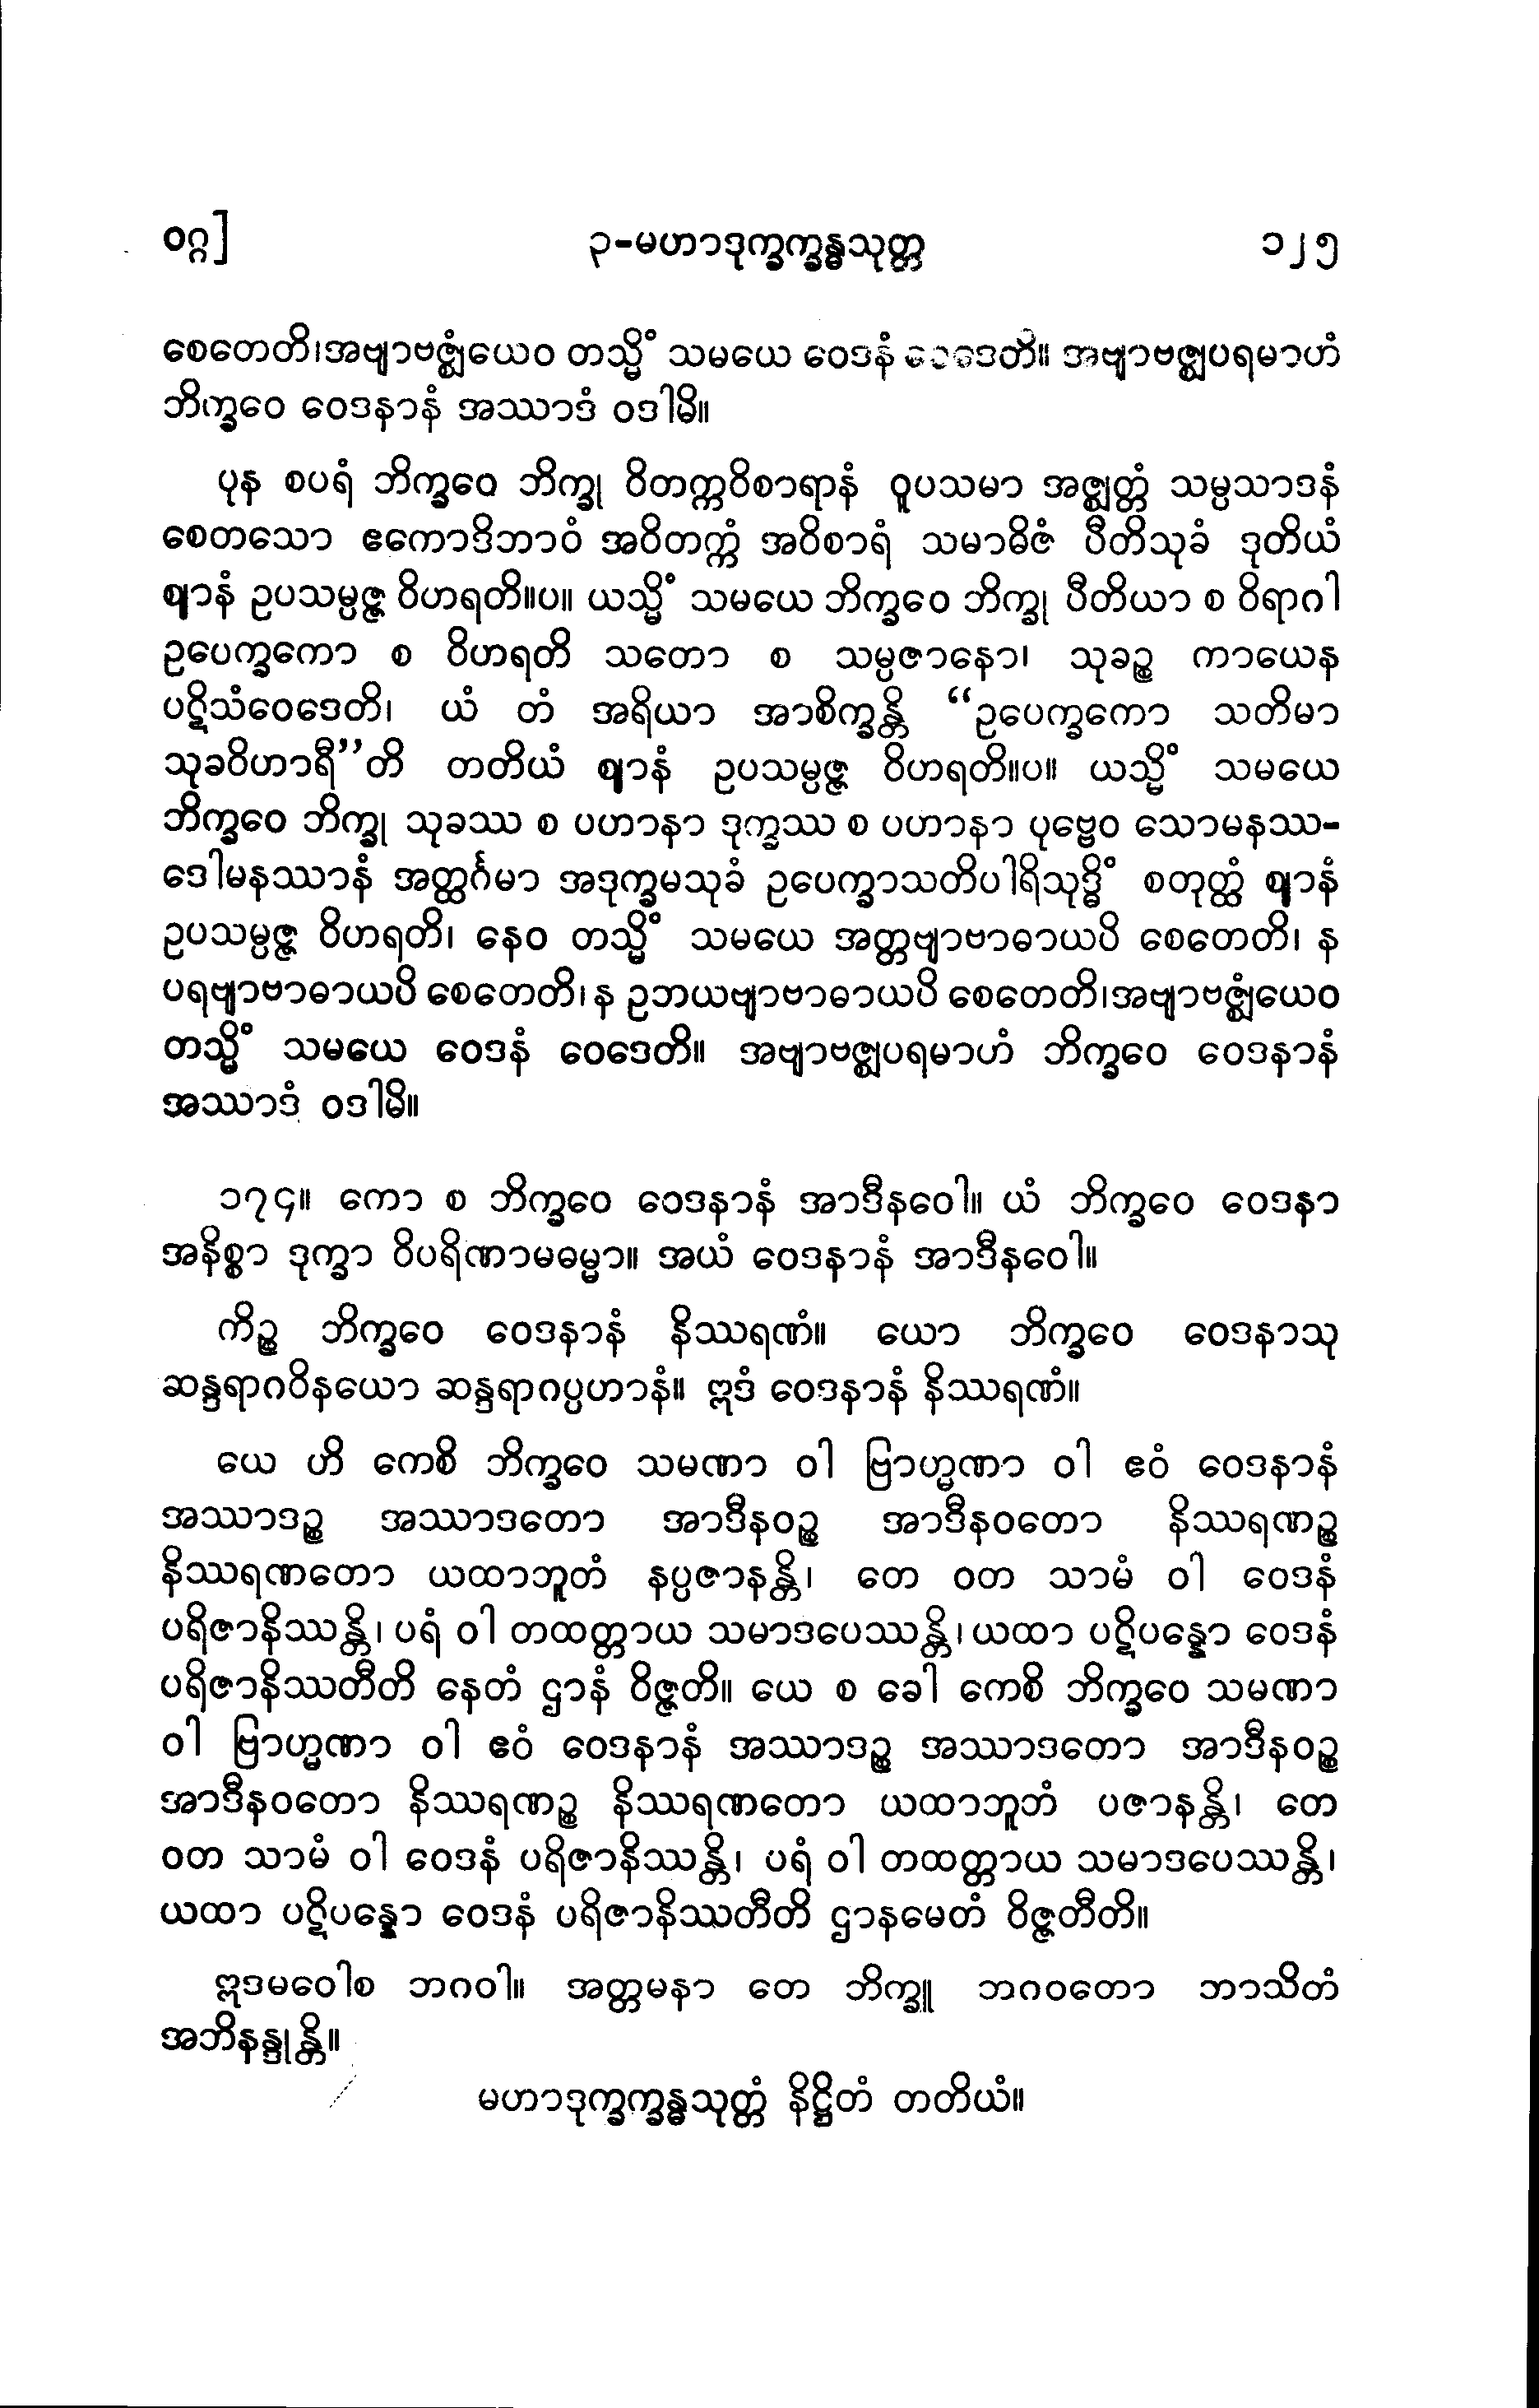 ဝဂ္ဂ]
၃-မဟာဒုက္ခက္ခန္ဓသုတ္တ
၁၂၅
စေတေတိ၊အဗျာဗဇ္ဈံယေဝ တသ္မိံ သမယေ ဝေဒနံ ဝေဒေတိ။ အဗျာဗဇ္ဈပရမာဟံ
ဘိက္ခဝေ ဝေဒနာနံ အဿာဒံ ဝဒါမိ။
ပုန စပရံ ဘိက္ခဝေ ဘိက္ခု ဝိတက္ကဝိစာရာနံ ဝူပသမာ အဇ္ဈတ္တံ သမ္ပသာဒနံ
စေတသော ဧကောဒိဘာဝံ အဝိတက္ကံ အဝိစာရံ သမာဓိဇံ ပီတိသုခံ ဒုတိယံ
ဈာနံ ဥပသမ္ပဇ္ဇ ဝိဟရတိ။ပ။ ယသ္မိံ သမယေ ဘိက္ခဝေ ဘိက္ခု ပီတိယာ စ ဝိရာဂါ
ဥပေက္ခကော စ ဝိဟရတိ သတော စ သမ္ပဇာနော၊ သုခဉ္စ ကာယေန
ပဋိသံဝေဒေတိ၊ ယံ တံ အရိယာ အာစိက္ခန္တိ “ဥပေက္ခကော သတိမာ
သုခဝိဟာရီ”တိ တတိယံ ဈာနံ ဥပသမ္ပဇ္ဇ ဝိဟရတိ။ပ။ ယသ္မိံ သမယေ
ဘိက္ခဝေ ဘိက္ခု သုခဿ စ ပဟာနာ ဒုက္ခဿ စ ပဟာနာ ပုဗ္ဗေဝ သောမနဿ-
ဒေါမနဿာနံ အတ္ထင်္ဂမာ အဒုက္ခမသုခံ ဥပေက္ခာသတိပါရိသုဒ္ဓိံ စတုတ္ထံ ဈာနံ
ဥပသမ္ပဇ္ဇ ဝိဟရတိ၊ နေဝ တသ္မိံ သမယေ အတ္တဗျာဗာဓာယပိ စေတေတိ၊ န
ပရဗျာဗာဓာယပိ စေတေတိ၊ န ဥဘယဗျာဗာဓာယပိ စေတေတိ၊အဗျာဗဇ္ဈံယေဝ
တသ္မိံ သမယေ ဝေဒနံ ဝေဒေတိ။ အဗျာဗဇ္ဈပရမာဟံ ဘိက္ခဝေ ဝေဒနာနံ
အဿာဒံ ဝဒါမိ။
၁၇၄။ ကော စ ဘိက္ခဝေ ဝေဒနာနံ အာဒီနဝေါ။ ယံ ဘိက္ခဝေ ဝေဒနာ
အနိစ္စာ ဒုက္ခာ ဝိပရိဏာမဓမ္မာ။ အယံ ဝေဒနာနံ အာဒီနဝေါ။
ကိဉ္စ ဘိက္ခဝေ ဝေဒနာနံ နိဿရဏံ။ ယော ဘိက္ခဝေ ဝေဒနာသု
ဆန္ဒရာဂဝိနယော ဆန္ဒရာဂပ္ပဟာနံ။ ဣဒံ ဝေဒနာနံ နိဿရဏံ။
ယေ ဟိ ကေစိ ဘိက္ခဝေ သမဏာ ဝါ ဗြာဟ္မဏာ ဝါ ဧဝံ ဝေဒနာနံ
အဿာဒဉ္စ အဿာဒတော အာဒီနဝဉ္စ အာဒီနဝတော နိဿရဏဉ္စ
နိဿရဏတော ယထာဘူတံ နပ္ပဇာနန္တိ၊ တေ ဝတ သာမံ ဝါ ဝေဒနံ
ပရိဇာနိဿန္တိ၊ ပရံ ဝါ တထတ္တာယ သမာဒပေဿန္တိ၊ယထာ ပဋိပန္နော ဝေဒနံ
ပရိဇာနိဿတီတိ နေတံ ဌာနံ ဝိဇ္ဇတိ။ ယေ စ ခေါ ကေစိ ဘိက္ခဝေ သမဏာ
ဝါ ဗြာဟ္မဏာ ဝါ ဧဝံ ဝေဒနာနံ အဿာဒဉ္စ အဿာဒတော အာဒီနဝဉ္စ
အာဒီနဝတော နိဿရဏဉ္စ နိဿရဏတော ယထာဘူတံ ပဇာနန္တိ၊ တေ
ဝတ သာမံ ဝါ ဝေဒနံ ပရိဇာနိဿန္တိ၊ ပရံ ဝါ တထတ္တာယ သမာဒပေဿန္တိ၊
ယထာ ပဋိပန္နော ဝေဒနံ ပရိဇာနိဿတီတိ ဌာနမေတံ ဝိဇ္ဇတီတိ။
ဣဒမဝေါစ ဘဂဝါ။ အတ္တမနာ တေ ဘိက္ခူ ဘဂဝတော ဘာသိတံ
အဘိနန္ဒုန္တိ။
မဟာဒုက္ခက္ခန္ဓသုတ္တံ နိဋ္ဌိတံ တတိယံ။